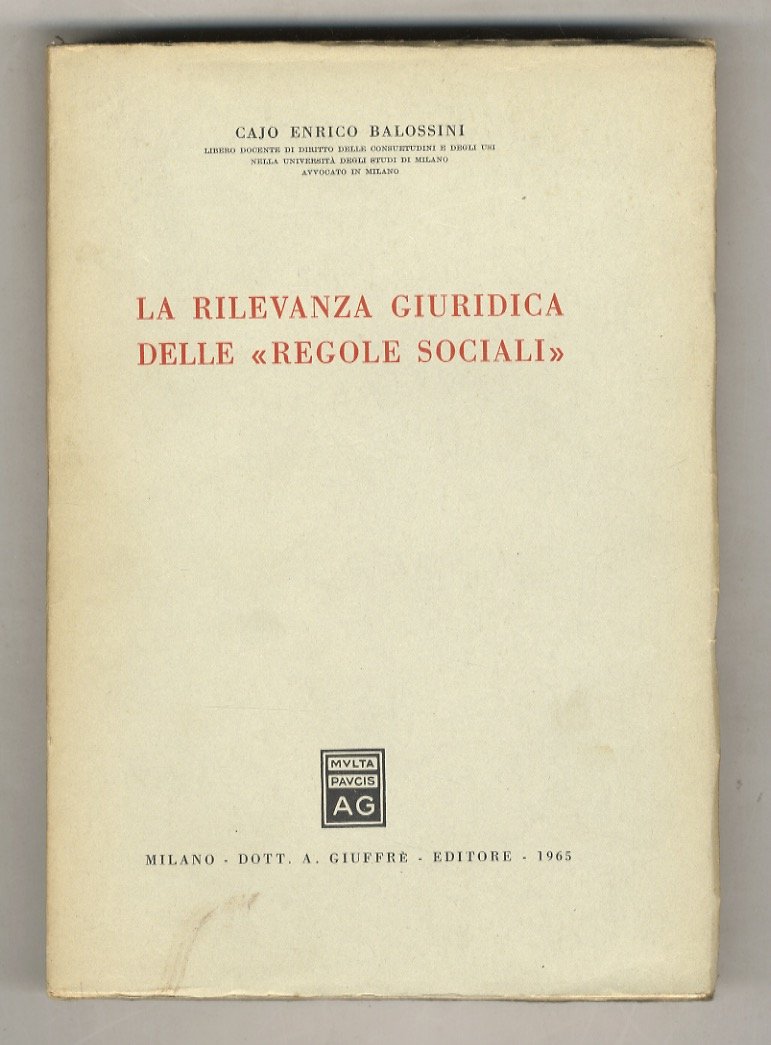 CAJO ENRICO BALOSSINI
LIBERO DOCENTE DI DIRITTO DELLE CONSUETUDINI E DEGLI USI
NELLA UNIVERSITÀ DEGLI STUDI DI MILANO
AVVOCATO IN MILANO
LA RILEVANZA GIURIDICA
DELLE «REGOLE SOCIALI»
MVLTA
PAVCIS
AG
MILANO - DOTT. A. GIUFFRÈ - EDITORE - 1965